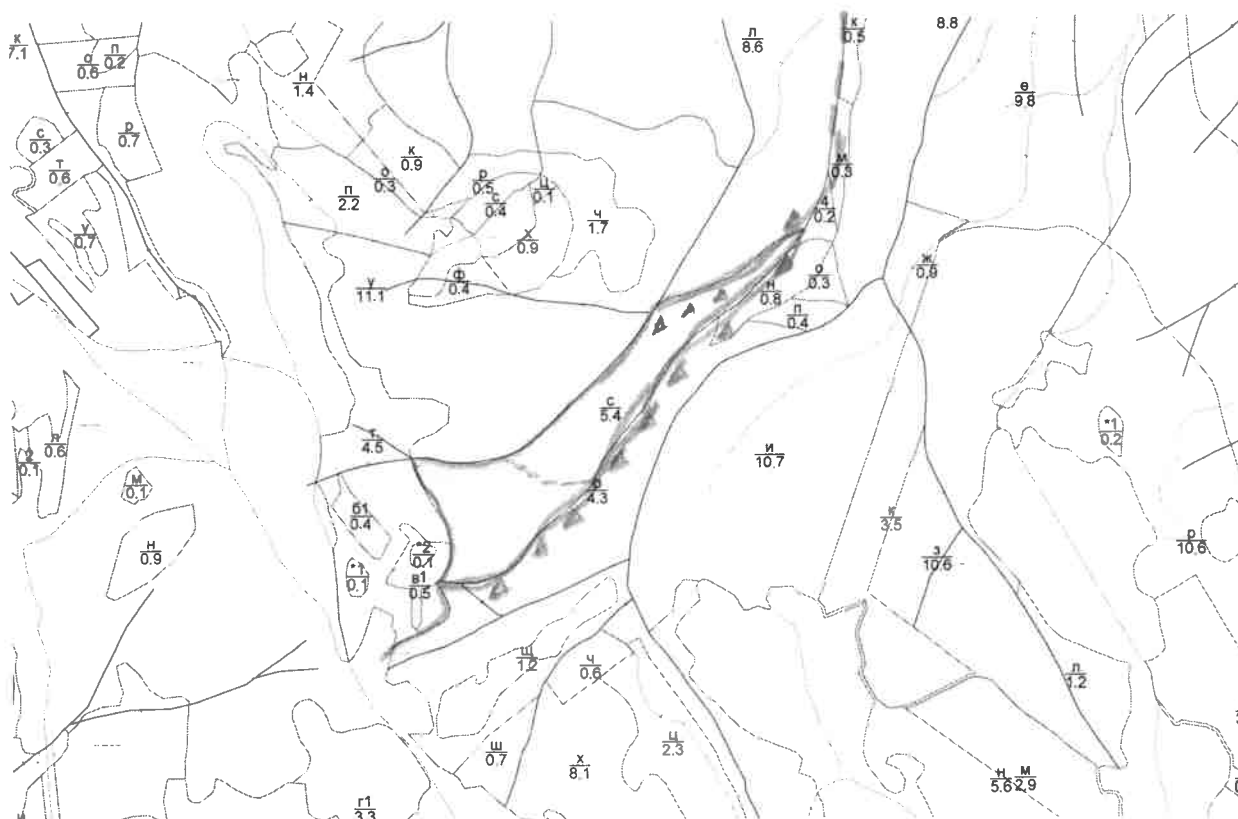 к
7.1
о
0.6
п
0.2
н
1.4
л
8.6
к
0.5
8.8
е
9.8
с
0.3
р
0.7
т
0.6
у
0.7
к
0.9
о
0.3
п
2.2
р
0.5
с
0.4
ц
0.1
ч
1.7
х
0.9
ф
0.4
у
11.1
м
0.3
0.2
о
0.3
н
0.8
п
0.4
ж
0.9
с
5.4
т
4.5
4.3
и
10.7
*1
0.2
л
0.6
2
0.1
м
0.1
н
0.9
б1
0.4
*1
0.1
*2
0.1
в1
0.5
3.5
з
10.6
р
10.6
щ
1.2
ч
0.6
ш
0.7
х
8.1
ц
2.3
л
1.2
н
5.6
м
2.9
г1
3.3